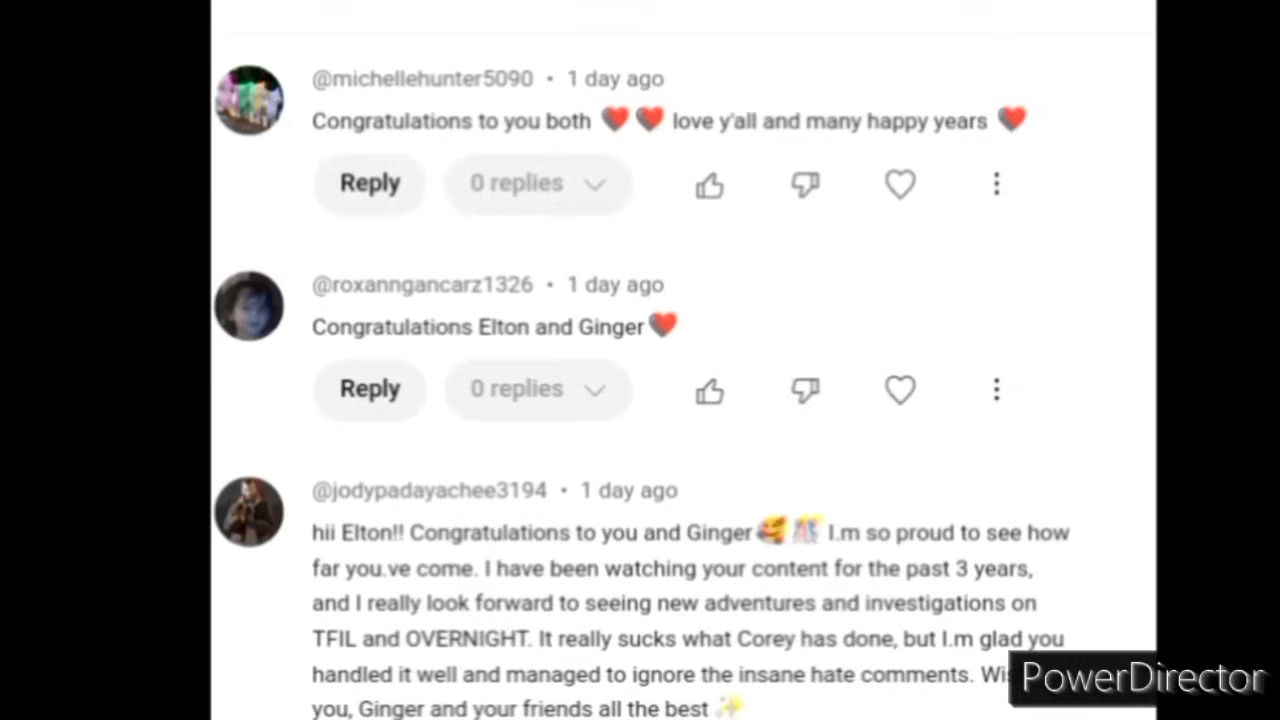 @michellehunter5090 • 1 day ago
Congratulations to you both ❤️❤️ love y'all and many happy years ❤️
Reply 0 replies
@roxanngancarz1326 • 1 day ago
Congratulations Elton and Ginger❤️
Reply 0 replies
@jodypadayachee3194 • 1 day ago
hii Elton!! Congratulations to you and Ginger🥰🎊 I.m so proud to see how
far you.ve come. I have been watching your content for the past 3 years,
and I really look forward to seeing new adventures and investigations on
TFIL and OVERNIGHT. It really sucks what Corey has done, but I.m glad you
handled it well and managed to ignore the insane hate comments.
you, Ginger and your friends all the best ✨
PowerDirector